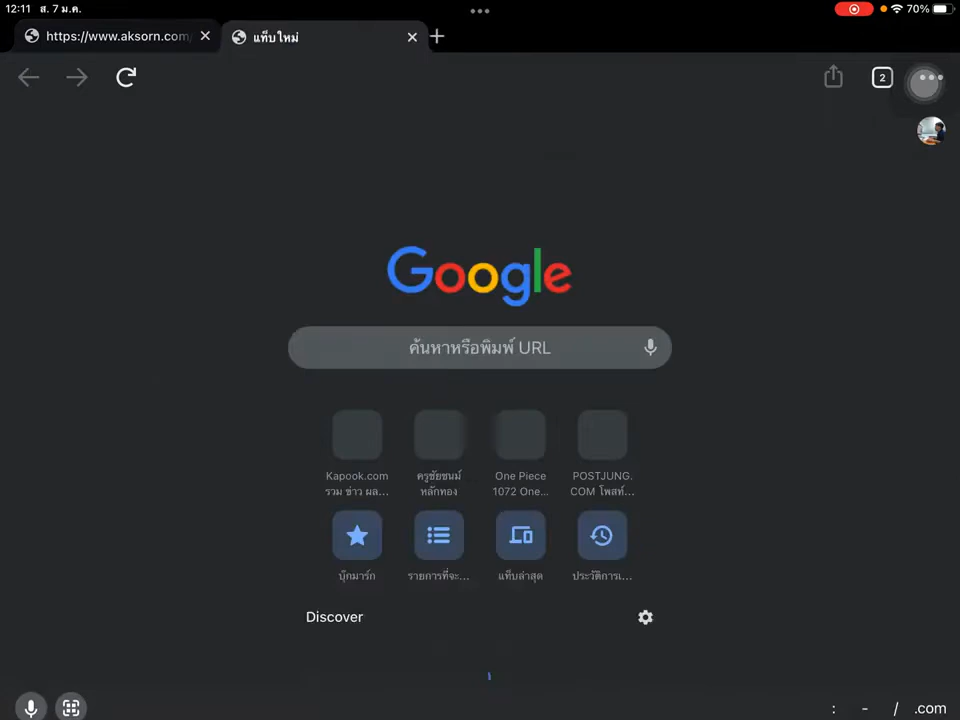 12:11 ส. 7 ม.ค.
70%
https://www.aksorn.com/
แท็บใหม่
2
Google
ค้นหาหรือพิมพ์ URL
Kapook.com
รวม ข่าว ผล...
ครูชัยชนม์
หลักทอง
One Piece
1072 One...
POSTJUNG.
COM โพสท์...
บุ๊กมาร์ก
รายการที่จะ...
แท็บล่าสุด
ประวัติการเ...
Discover
: - / .com